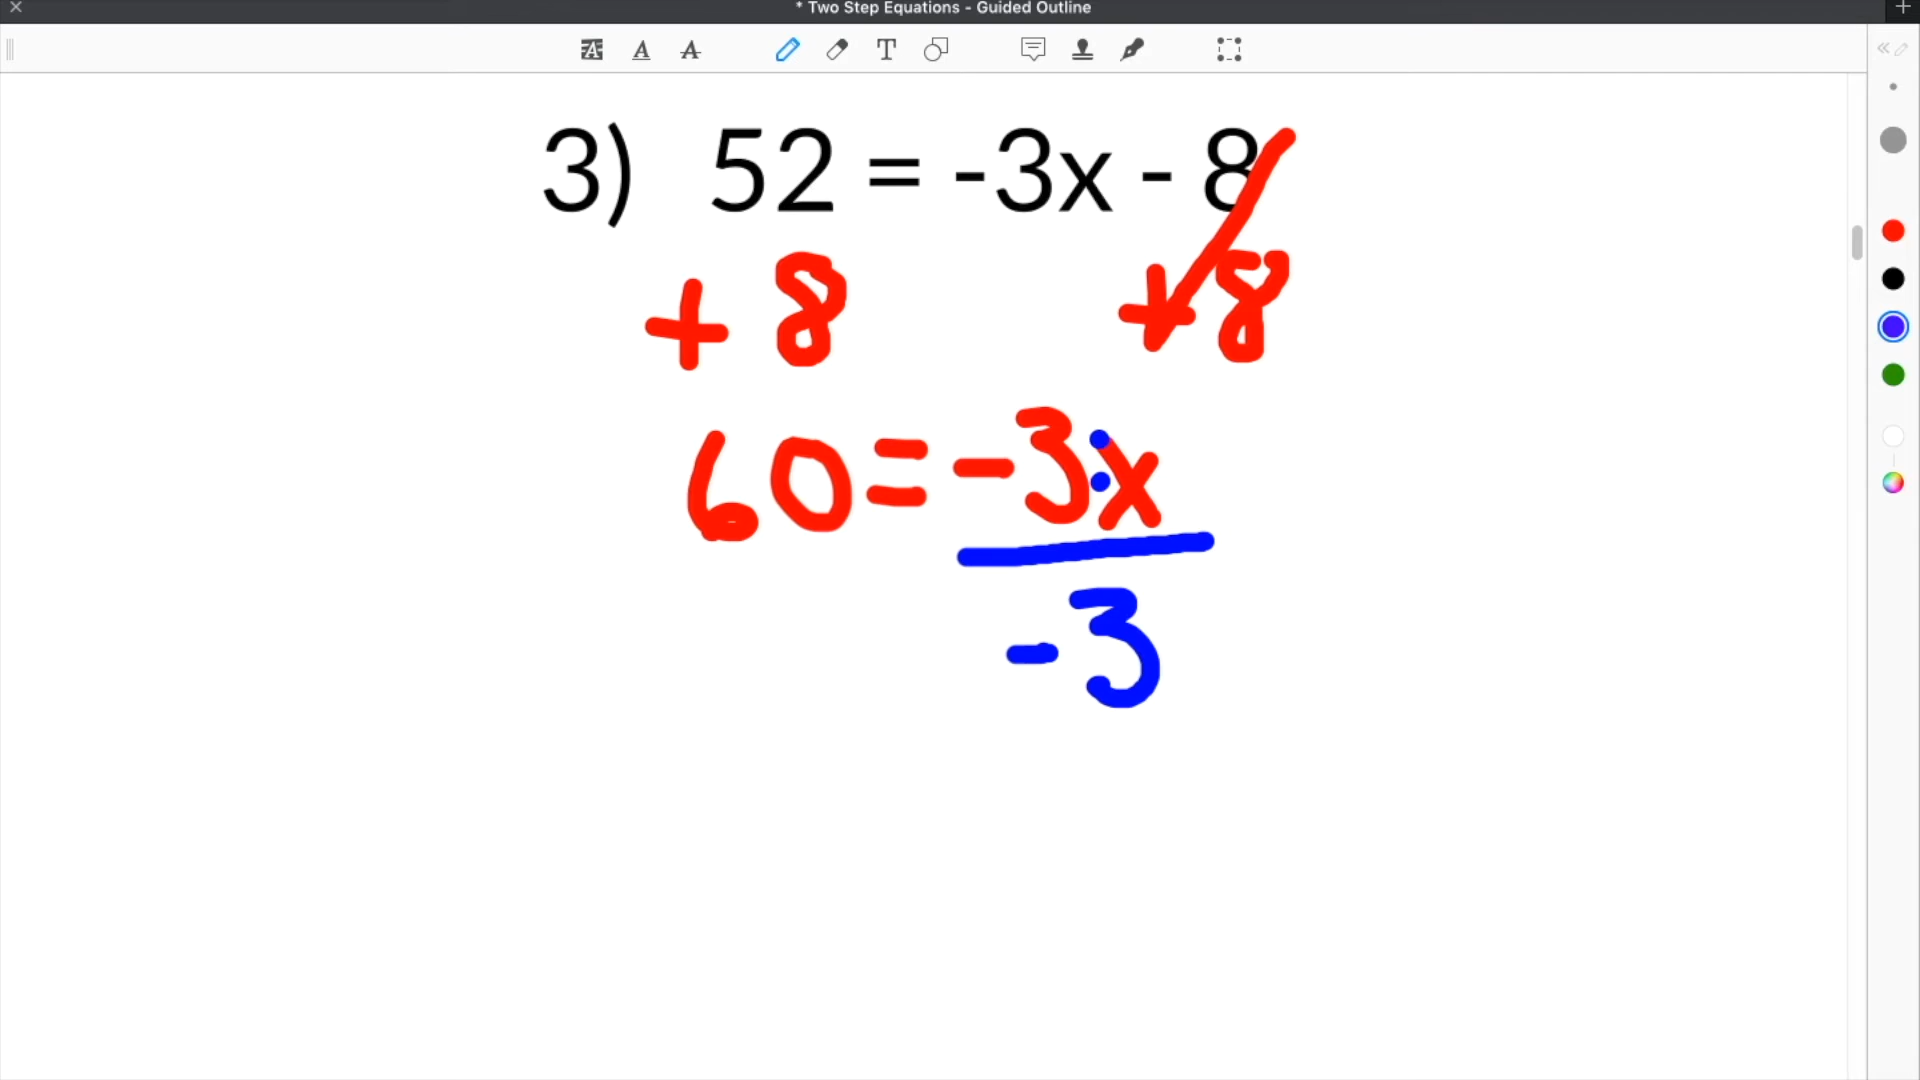 * Two Step Equations - Guided Outline
A A A T
3) 52 = -3x - 8
+ 8 + 8
60 = -3x
-3